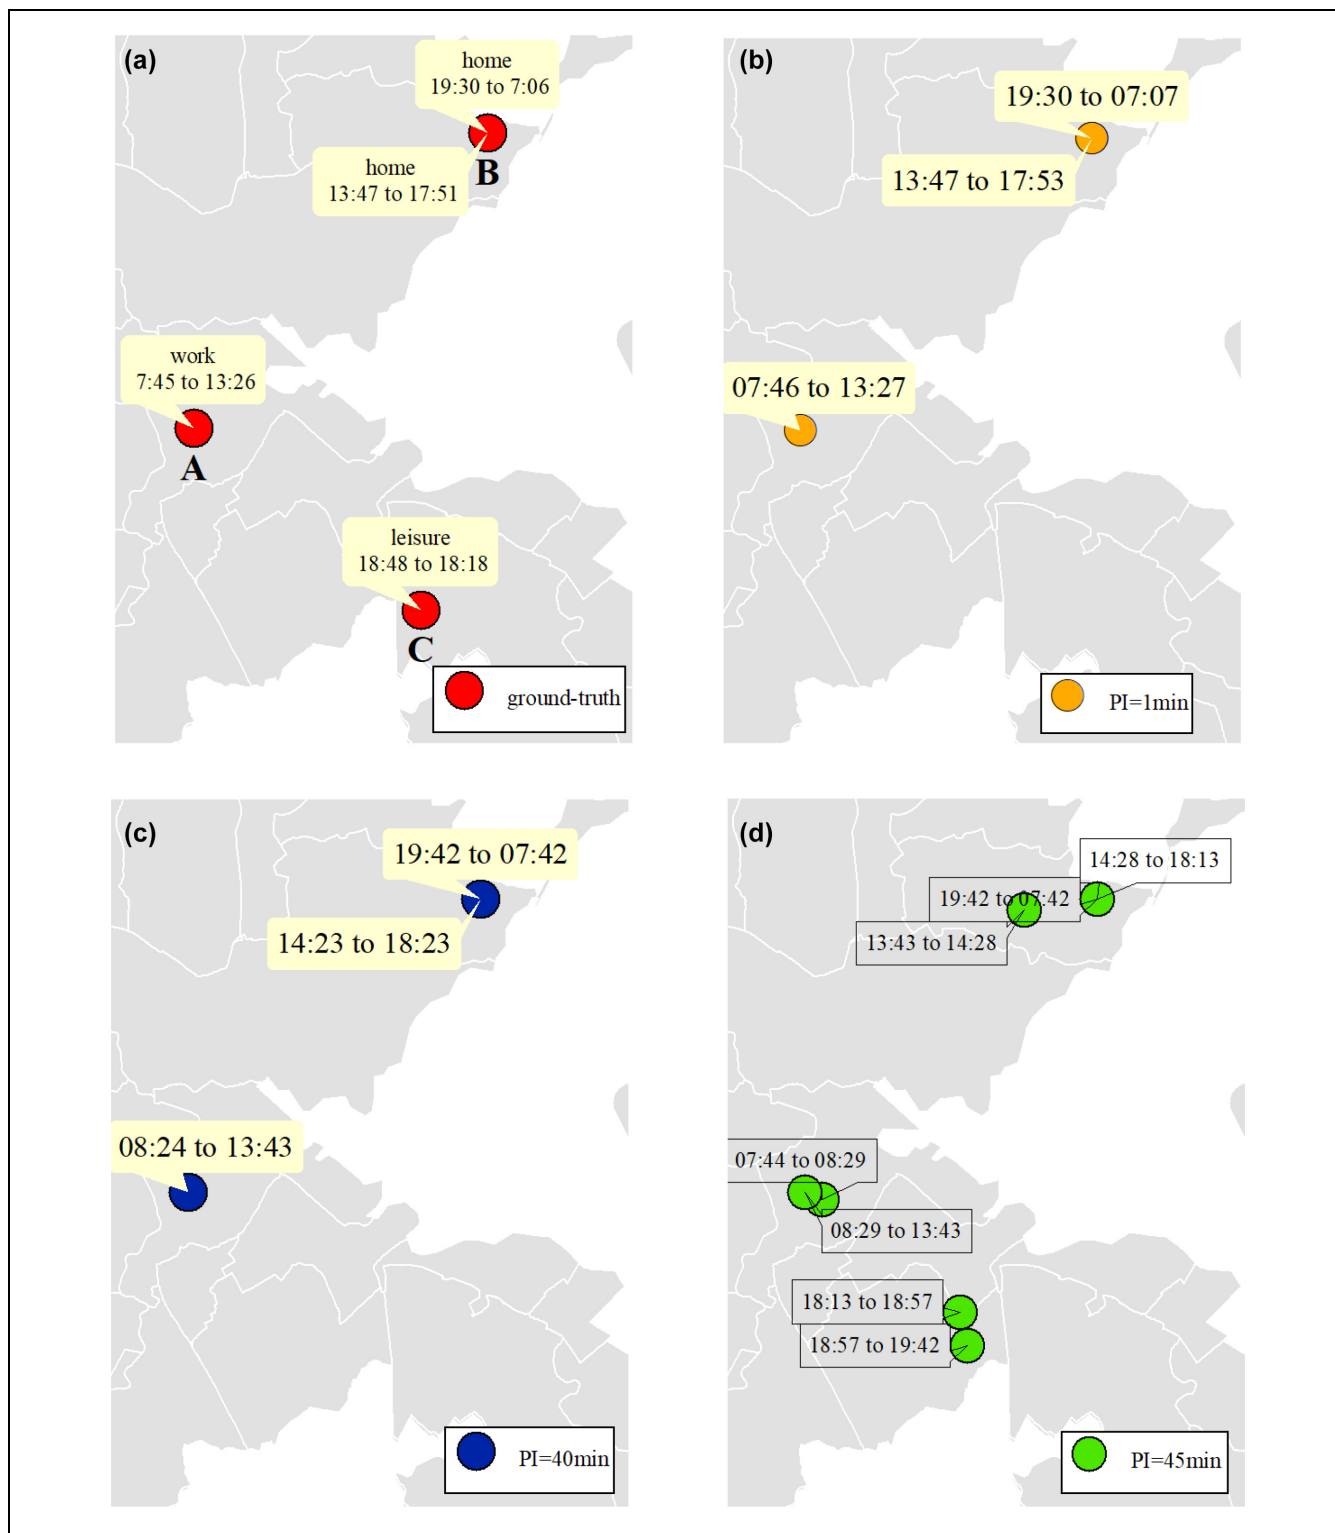 (a)
home
19:30 to 7:06
home
13:47 to 17:51
B
work
7:45 to 13:26
A
leisure
18:48 to 18:18
C
ground-truth
(b)
19:30 to 07:07
13:47 to 17:53
07:46 to 13:27
PI=1min
(c)
19:42 to 07:42
14:23 to 18:23
08:24 to 13:43
PI=40min
(d)
14:28 to 18:13
19:42 to 07:42
13:43 to 14:28
07:44 to 08:29
08:29 to 13:43
18:13 to 18:57
18:57 to 19:42
PI=45min